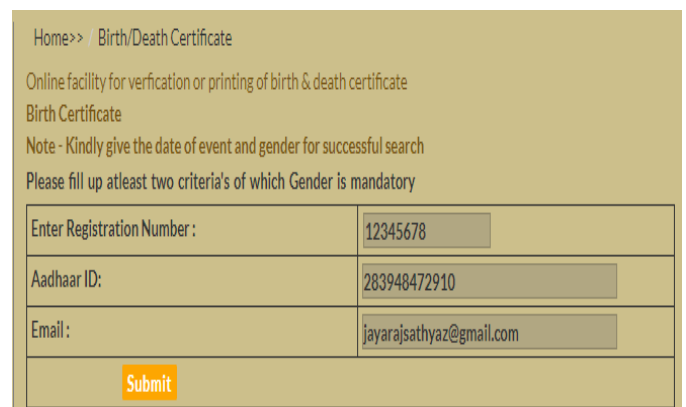 Home>> / Birth/Death Certificate
Online facility for verfication or printing of birth & death certificate
Birth Certificate
Note - Kindly give the date of event and gender for successful search
Please fill up atleast two criteria's of which Gender is mandatory
Enter Registration Number : 12345678
Aadhaar ID: 283948472910
Email : jayarajsathyaz@gmail.com
Submit